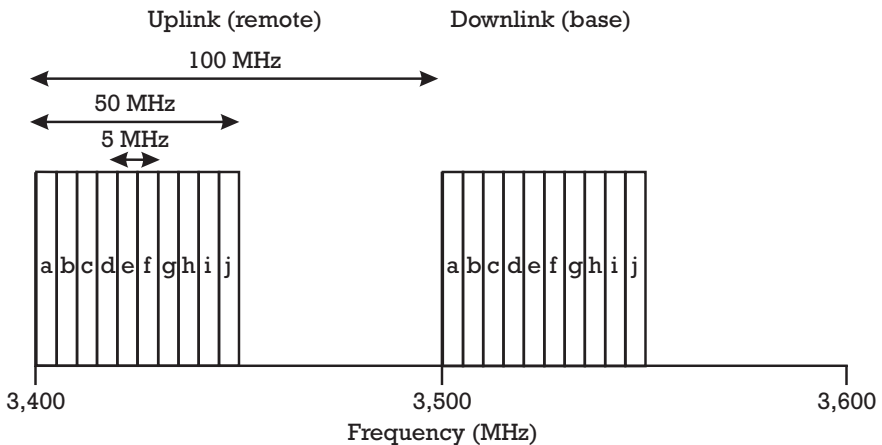 Uplink (remote) Downlink (base)
100 MHz
50 MHz
5 MHz
a b c d e f g h i j a b c d e f g h i j
3,400 3,500 3,600
Frequency (MHz)